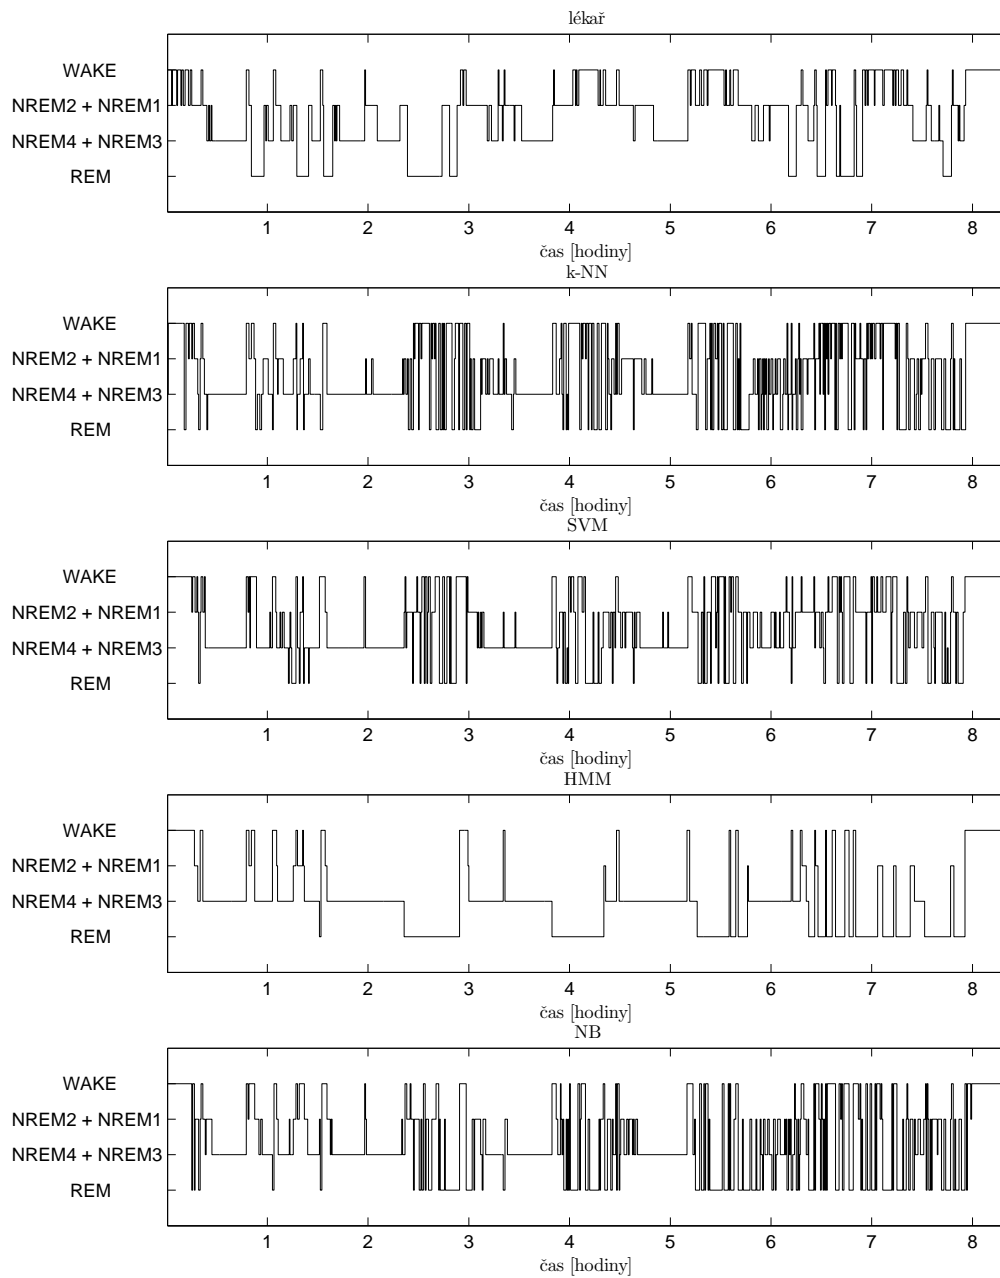 lékař
WAKE
NREM2 + NREM1
NREM4 + NREM3
REM
1 2 3 4 5 6 7 8
čas [hodiny]
k-NN
WAKE
NREM2 + NREM1
NREM4 + NREM3
REM
1 2 3 4 5 6 7 8
čas [hodiny]
SVM
WAKE
NREM2 + NREM1
NREM4 + NREM3
REM
1 2 3 4 5 6 7 8
čas [hodiny]
HMM
WAKE
NREM2 + NREM1
NREM4 + NREM3
REM
1 2 3 4 5 6 7 8
čas [hodiny]
NB
WAKE
NREM2 + NREM1
NREM4 + NREM3
REM
1 2 3 4 5 6 7 8
čas [hodiny]